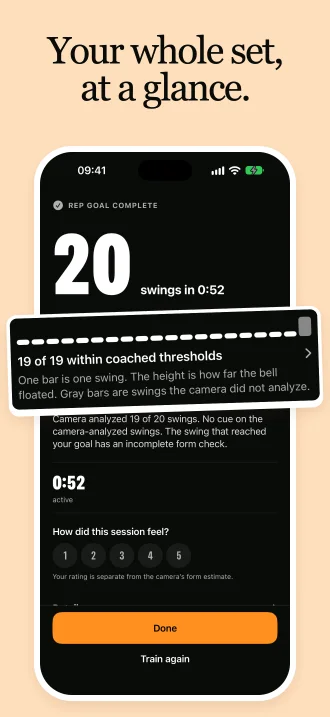 Your whole set,
at a glance.
09:41
REP GOAL COMPLETE
20 swings in 0:52
19 of 19 within coached thresholds
One bar is one swing. The height is how far the bell
floated. Gray bars are swings the camera did not analyze.
Camera analyzed 19 of 20 swings. No cue on the
camera-analyzed swings. The swing that reached
your goal has an incomplete form check.
0:52
active
How did this session feel?
1 2 3 4 5
Your rating is separate from the camera's form estimate.
Done
Train again